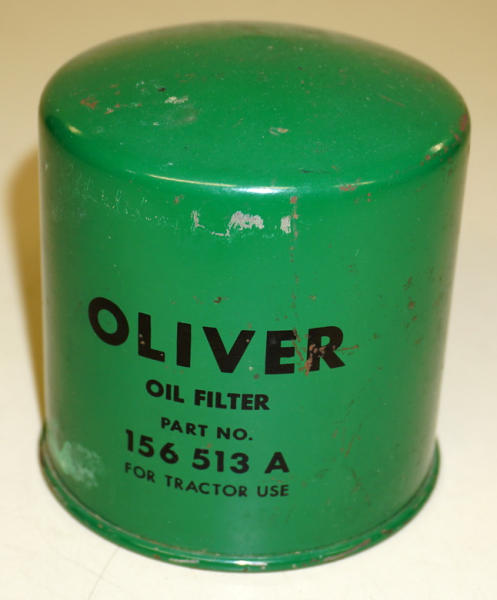 OLIVER
OIL FILTER
PART NO.
156 513 A
FOR TRACTOR USE